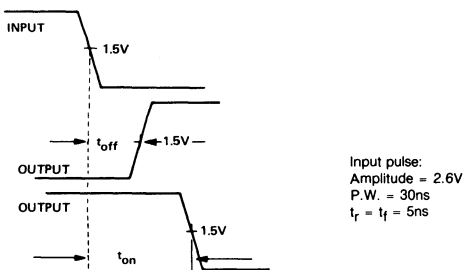 INPUT
1.5V
t_off
1.5V
OUTPUT
OUTPUT
1.5V
t_on
Input pulse:
Amplitude = 2.6V
P.W. = 30ns
t_r = t_f = 5ns